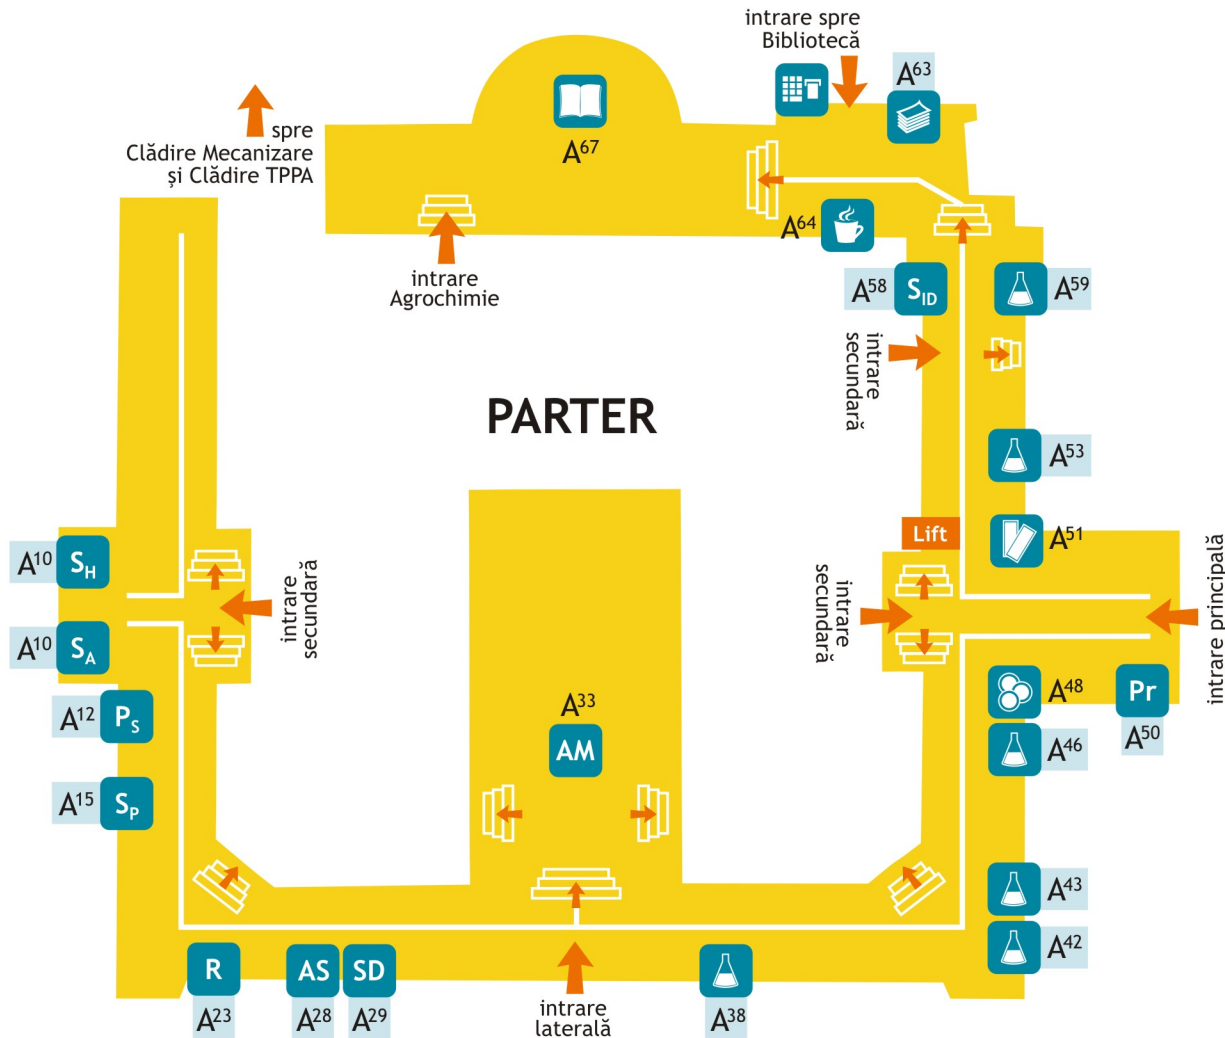 intrare spre
Bibliotecă
A63
A67
spre
Clădire Mecanizare
și Clădire TPPA
A64
intrare
Agrochimie
A58
SID
A59
intrare
secundară
PARTER
A53
Lift
A51
A10
SH
intrare
secundară
intrare
secundară
intrare principală
A10
SA
A12
PS
A33
AM
A48
Pr
A50
A46
A15
SP
A43
A42
R
A23
AS
A28
SD
A29
intrare
laterală
A38